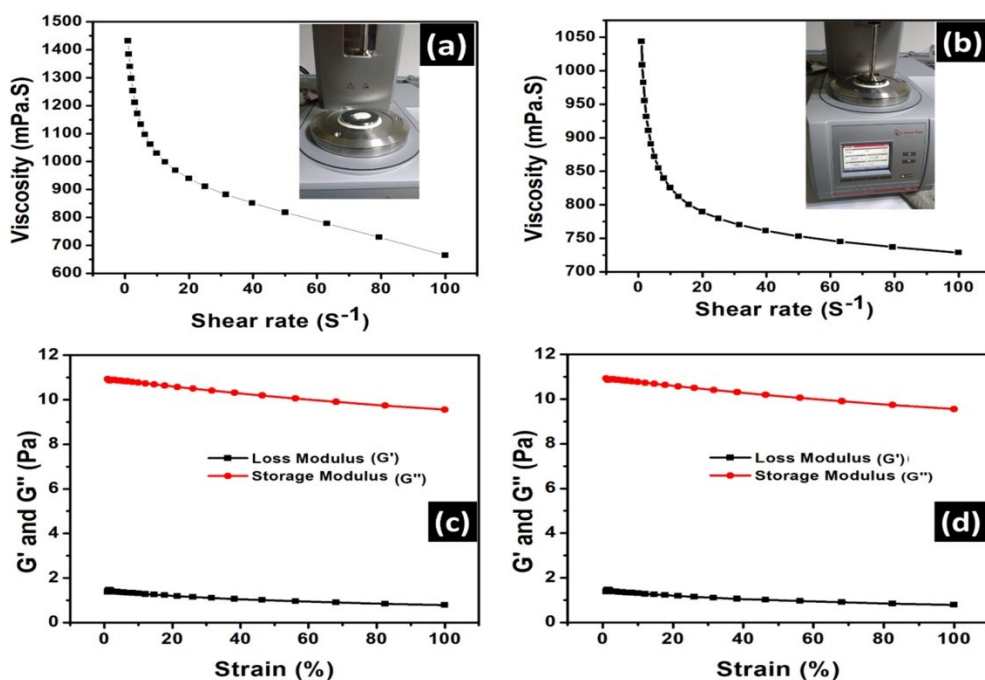 (a)
Viscosity (mPa.S)
1500
1400
1300
1200
1100
1000
900
800
700
600
0 20 40 60 80 100
Shear rate (S⁻¹)
(b)
Viscosity (mPa.S)
1050
1000
950
900
850
800
750
700
0 20 40 60 80 100
Shear rate (S⁻¹)
(c)
G' and G'' (Pa)
12
10
8
6
4
2
0
Loss Modulus (G')
Storage Modulus (G'')
0 20 40 60 80 100
Strain (%)
(d)
G' and G'' (Pa)
12
10
8
6
4
2
0
Loss Modulus (G')
Storage Modulus (G'')
0 20 40 60 80 100
Strain (%)